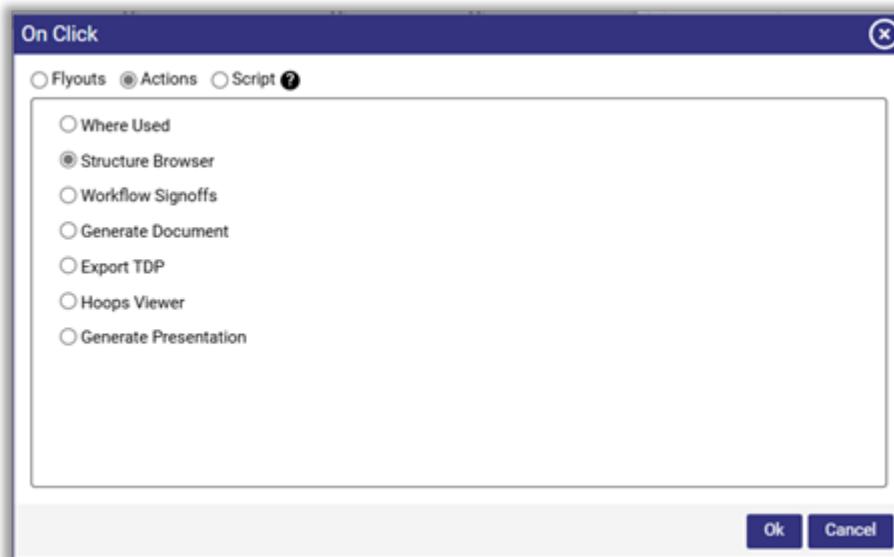 On Click
Flyouts Actions Script ?
Where Used
Structure Browser
Workflow Signoffs
Generate Document
Export TDP
Hoops Viewer
Generate Presentation
Ok Cancel